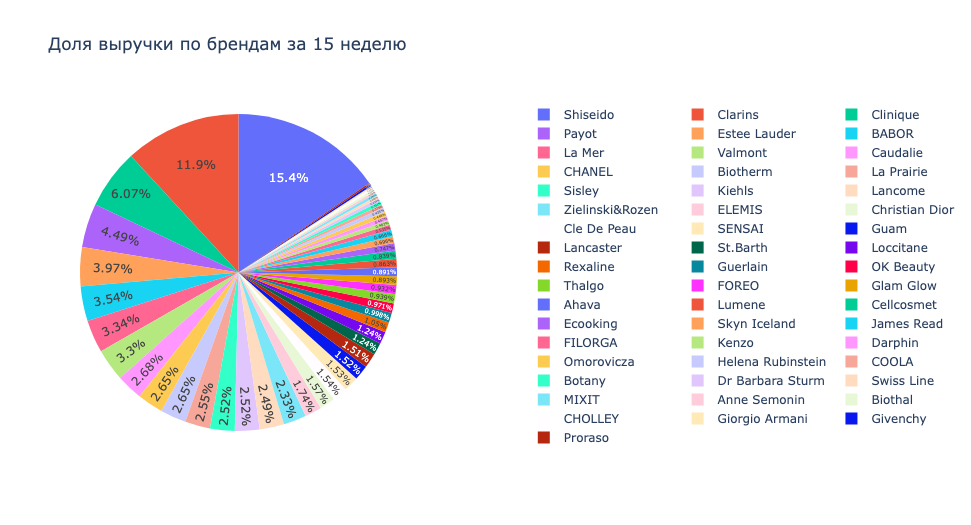 Доля выручки по брендам за 15 неделю
15.4%
11.9%
6.07%
4.49%
3.97%
3.54%
3.34%
3.3%
2.68%
2.65%
2.65%
2.55%
2.52%
2.52%
2.49%
2.33%
1.74%
1.57%
1.54%
1.53%
1.52%
1.51%
1.24%
1.24%
0.998%
0.971%
0.939%
0.932%
0.893%
0.891%
0.863%
0.839%
Shiseido Clarins Clinique
Payot Estee Lauder BABOR
La Mer Valmont Caudalie
CHANEL Biotherm La Prairie
Sisley Kiehls Lancome
Zielinski&Rozen ELEMIS Christian Dior
Cle De Peau SENSAI Guam
Lancaster St.Barth Loccitane
Rexaline Guerlain OK Beauty
Thalgo FOREO Glam Glow
Ahava Lumene Cellcosmet
Ecooking Skyn Iceland James Read
FILORGA Kenzo Darphin
Omorovicza Helena Rubinstein COOLA
Botany Dr Barbara Sturm Swiss Line
MIXIT Anne Semonin Biothal
CHOLLEY Giorgio Armani Givenchy
Proraso